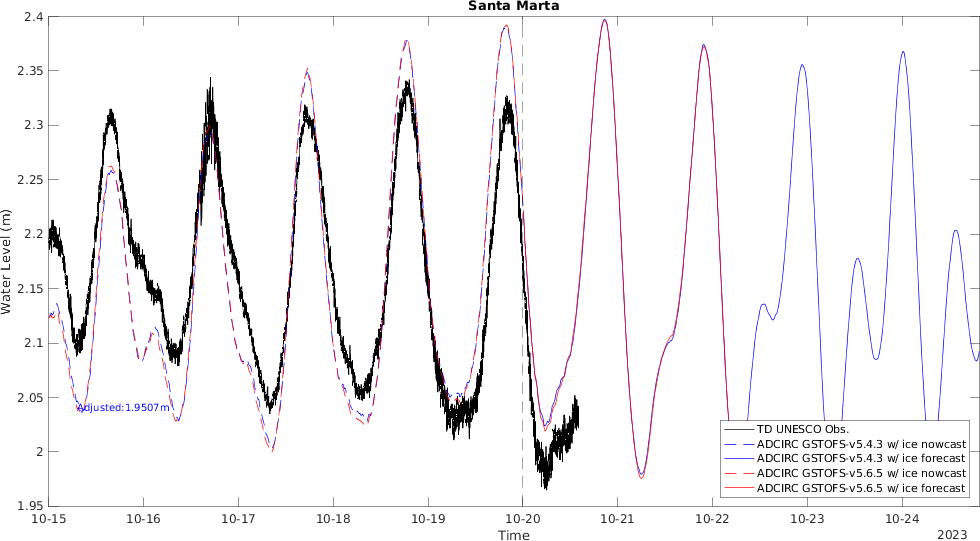 Santa Marta
2.4
2.35
2.3
2.25
2.2
2.15
2.1
2.05
2
1.95
Water Level (m)
Adjusted:1.9507m
TD UNESCO Obs.
ADCIRC GSTOFS-v5.4.3 w/ ice nowcast
ADCIRC GSTOFS-v5.4.3 w/ ice forecast
ADCIRC GSTOFS-v5.6.5 w/ ice nowcast
ADCIRC GSTOFS-v5.6.5 w/ ice forecast
10-15 10-16 10-17 10-18 10-19 10-20 10-21 10-22 10-23 10-24
Time
2023